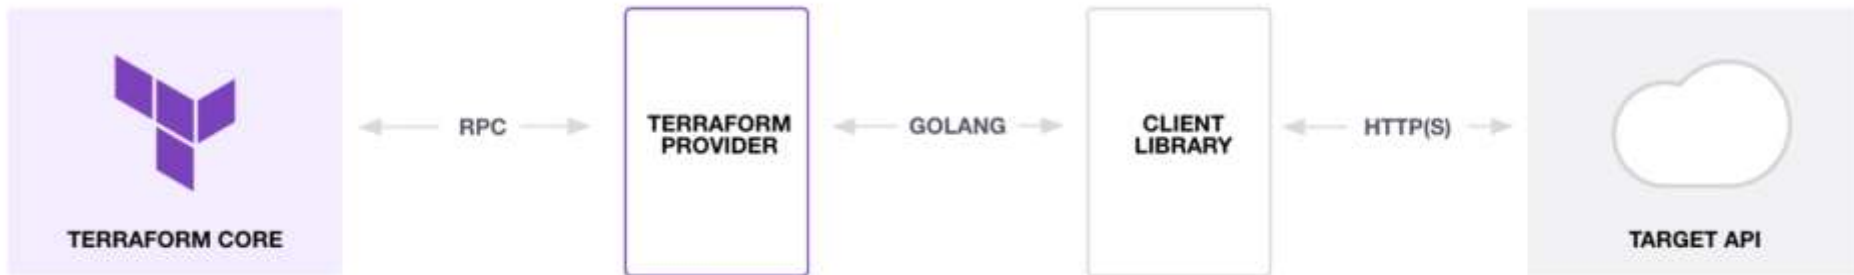 TERRAFORM CORE
RPC
TERRAFORM
PROVIDER
GOLANG
CLIENT
LIBRARY
HTTP(S)
TARGET API